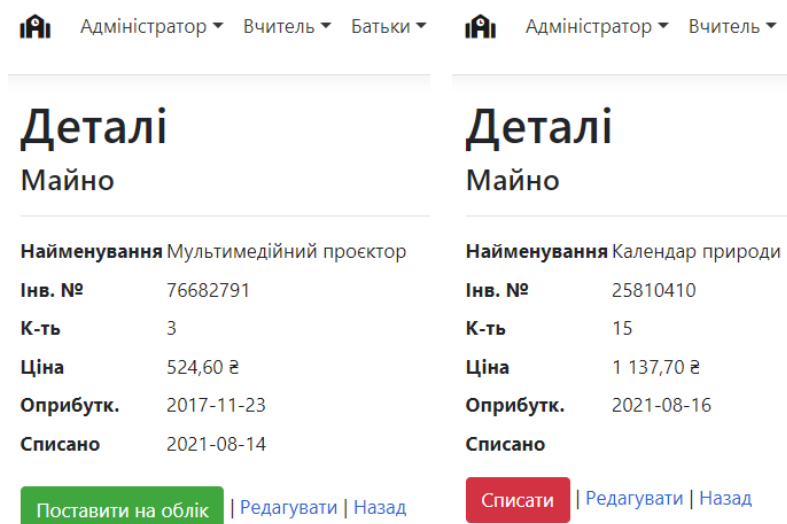 Адміністратор Вчитель Батьки
Деталі
Майно
Найменування Мультимедійний проєктор
Інв. № 76682791
К-ть 3
Ціна 524,60 ₴
Оприбутк. 2017-11-23
Списано 2021-08-14
Поставити на облік | Редагувати | Назад
Адміністратор Вчитель
Деталі
Майно
Найменування Календар природи
Інв. № 25810410
К-ть 15
Ціна 1 137,70 ₴
Оприбутк. 2021-08-16
Списано
Списати | Редагувати | Назад